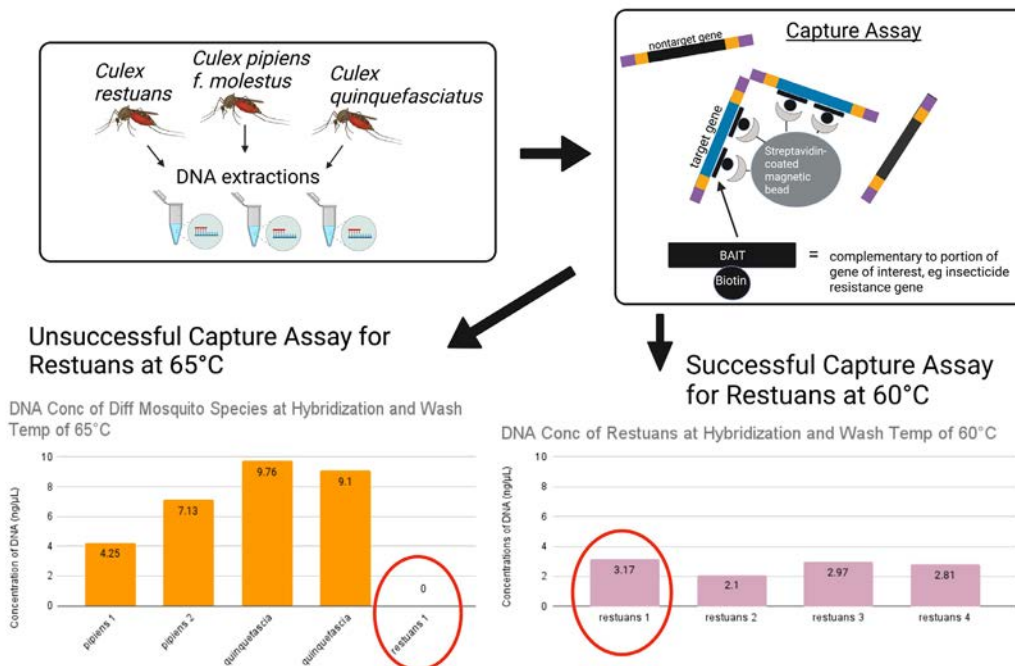 Culex
restuans
Culex pipiens
f. molestus
Culex
quinquefasciatus
DNA extractions
Capture Assay
nontarget gene
target gene
Streptavidin-
coated
magnetic
bead
BAIT
Biotin
= complementary to portion of
gene of interest, eg insecticide
resistance gene
Unsuccessful Capture Assay for
Restuans at 65°C
DNA Conc of Diff Mosquito Species at Hybridization and Wash
Temp of 65°C
Concentration of DNA (ng/µL)
10
8
6
4
2
0
4.25
7.13
9.76
9.1
0
pipiens 1
pipiens 2
quinquefascia
quinquefascia
restuans 1
Successful Capture Assay
for Restuans at 60°C
DNA Conc of Restuans at Hybridization and Wash Temp of 60°C
Concentrations of DNA (ng/µL)
10
8
6
4
2
0
3.17
2.1
2.97
2.81
restuans 1
restuans 2
restuans 3
restuans 4